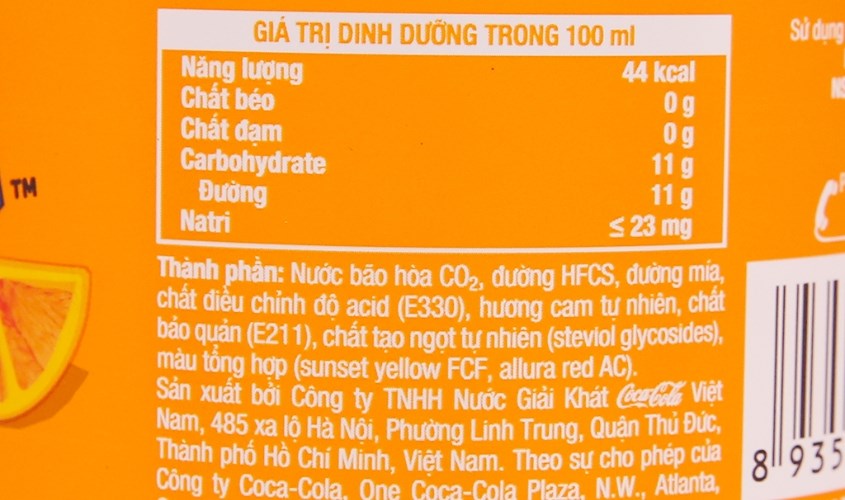 GIÁ TRỊ DINH DƯỠNG TRONG 100 ml
Năng lượng 44 kcal
Chất béo 0 g
Chất đạm 0 g
Carbohydrate 11 g
Đường 11 g
Natri ≤ 23 mg
Thành phần: Nước bão hòa CO₂, đường HFCS, đường mía,
chất điều chỉnh độ acid (E330), hương cam tự nhiên, chất
bảo quản (E211), chất tạo ngọt tự nhiên (steviol glycosides),
màu tổng hợp (sunset yellow FCF, allura red AC).
Sản xuất bởi Công ty TNHH Nước Giải Khát Coca-Cola Việt
Nam, 485 xa lộ Hà Nội, Phường Linh Trung, Quận Thủ Đức,
Thành phố Hồ Chí Minh, Việt Nam. Theo sự cho phép của
Công ty Coca-Cola, One Coca-Cola Plaza, N.W., Atlanta,
TM
Sử dụng
NS
8 935